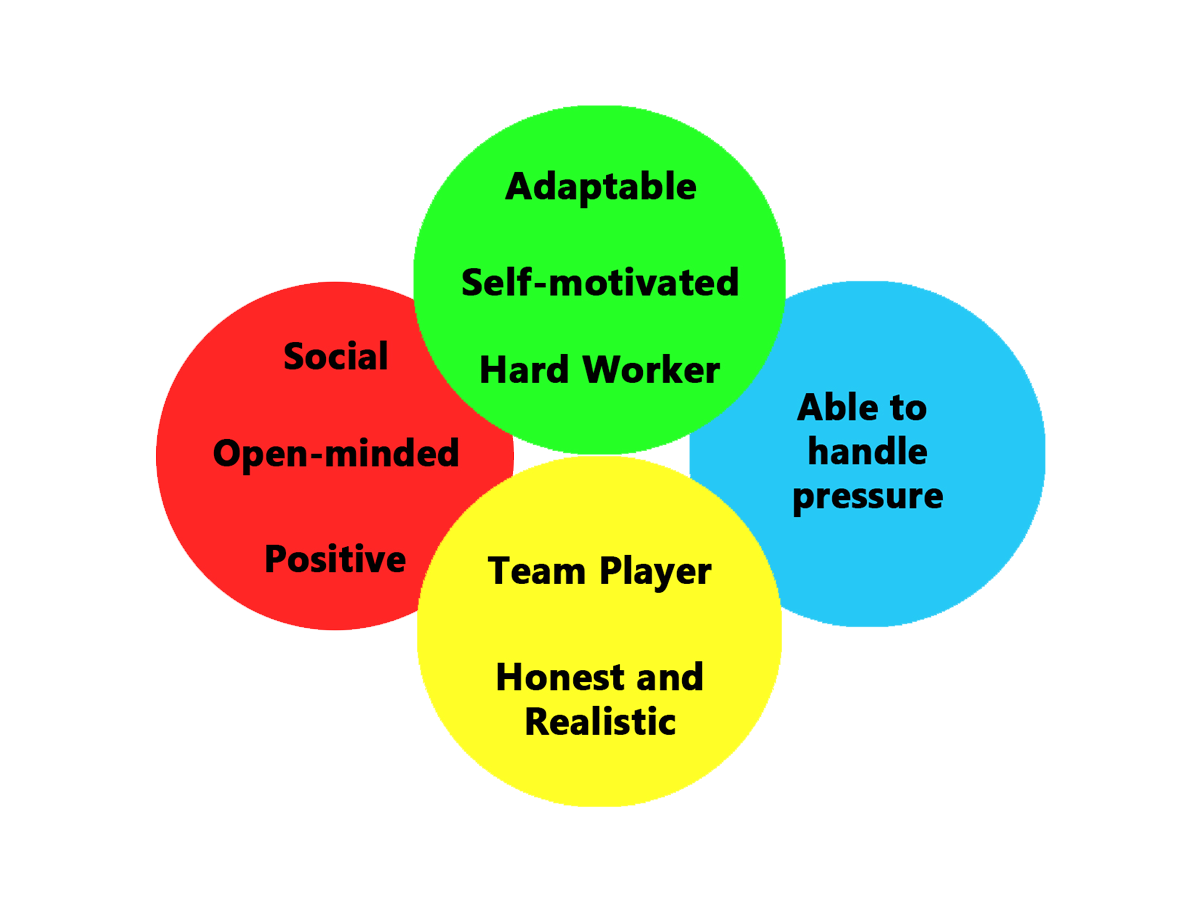 Adaptable
Self-motivated
Hard Worker
Social
Open-minded
Positive
Able to
handle
pressure
Team Player
Honest and
Realistic